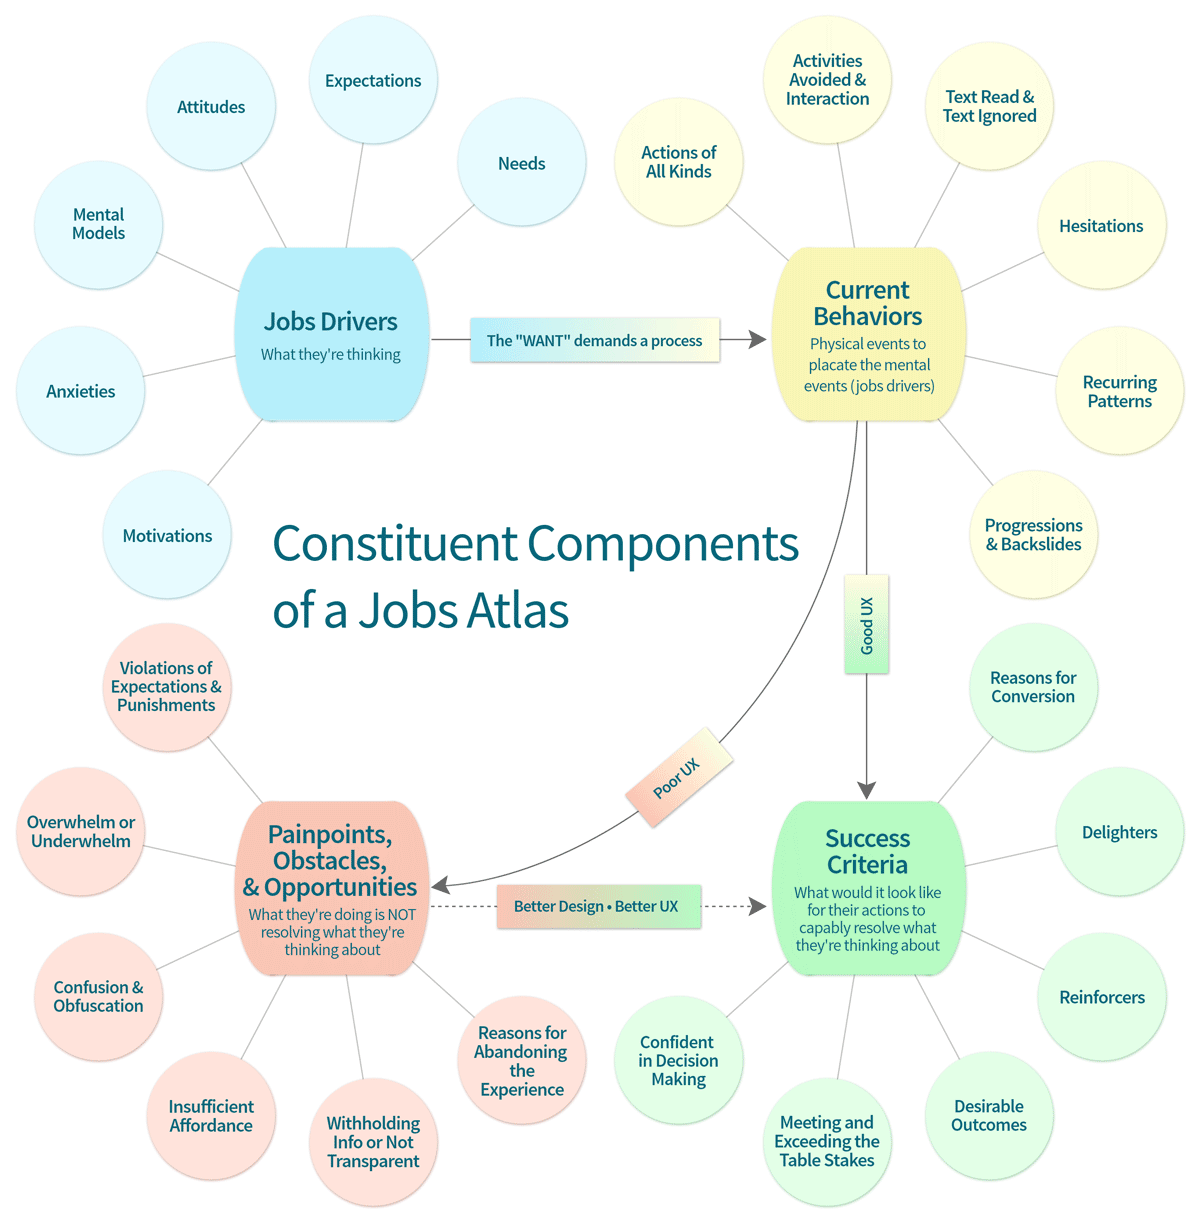 Expectations
Attitudes
Needs
Mental
Models
Anxieties
Motivations
Jobs Drivers
What they're thinking
The "WANT" demands a process
Activities
Avoided &
Interaction
Text Read &
Text Ignored
Actions of
All Kinds
Hesitations
Recurring
Patterns
Progressions
& Backslides
Current
Behaviors
Physical events to
placate the mental
events (jobs drivers)
Constituent Components
of a Jobs Atlas
Good UX
Poor UX
Violations of
Expectations &
Punishments
Overwhelm or
Underwhelm
Confusion &
Obfuscation
Insufficient
Affordance
Withholding
Info or Not
Transparent
Reasons for
Abandoning
the
Experience
Painpoints,
Obstacles,
& Opportunities
What they're doing is NOT
resolving what they're
thinking about
Better Design • Better UX
Success
Criteria
What would it look like
for their actions to
capably resolve what
they're thinking about
Reasons for
Conversion
Delighters
Reinforcers
Desirable
Outcomes
Meeting and
Exceeding the
Table Stakes
Confident
in Decision
Making